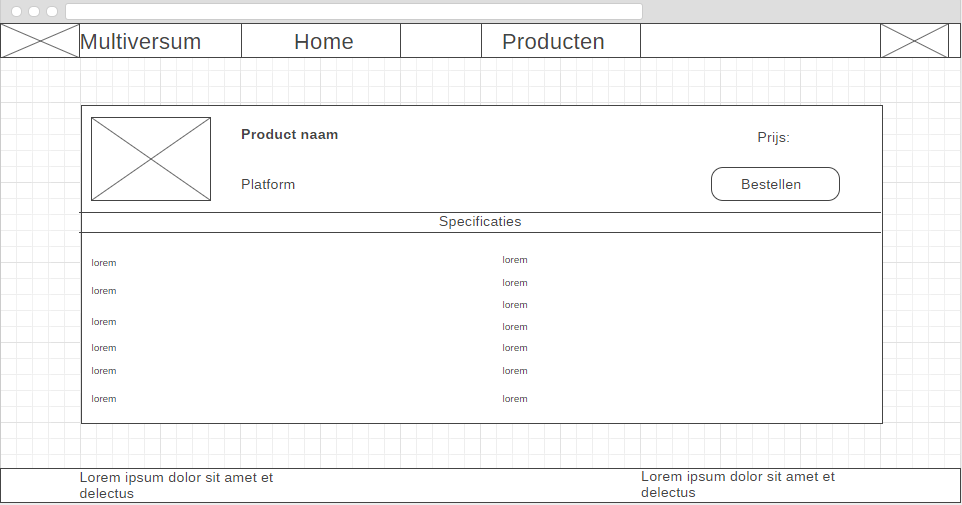 Multiversum Home Producten
Product naam
Prijs:
Platform
Bestellen
Specificaties
lorem
lorem
lorem
lorem
lorem
lorem
lorem
lorem
lorem
lorem
lorem
lorem
lorem
Lorem ipsum dolor sit amet et
delectus
Lorem ipsum dolor sit amet et
delectus